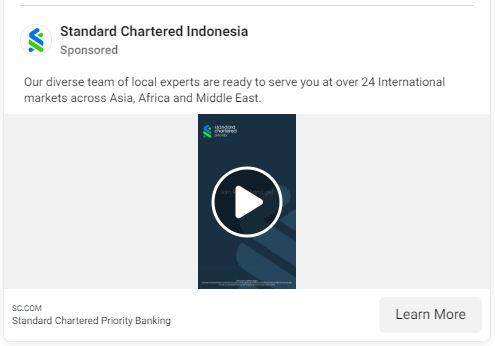 Standard Chartered Indonesia
Sponsored
Our diverse team of local experts are ready to serve you at over 24 International
markets across Asia, Africa and Middle East.
standard
chartered
priority
SC.COM
Standard Chartered Priority Banking
Learn More